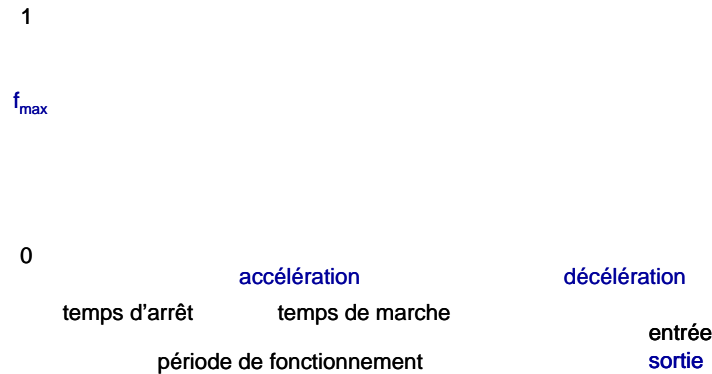 1
fmax
0
accélération décélération
temps d'arrêt temps de marche
entrée
période de fonctionnement sortie